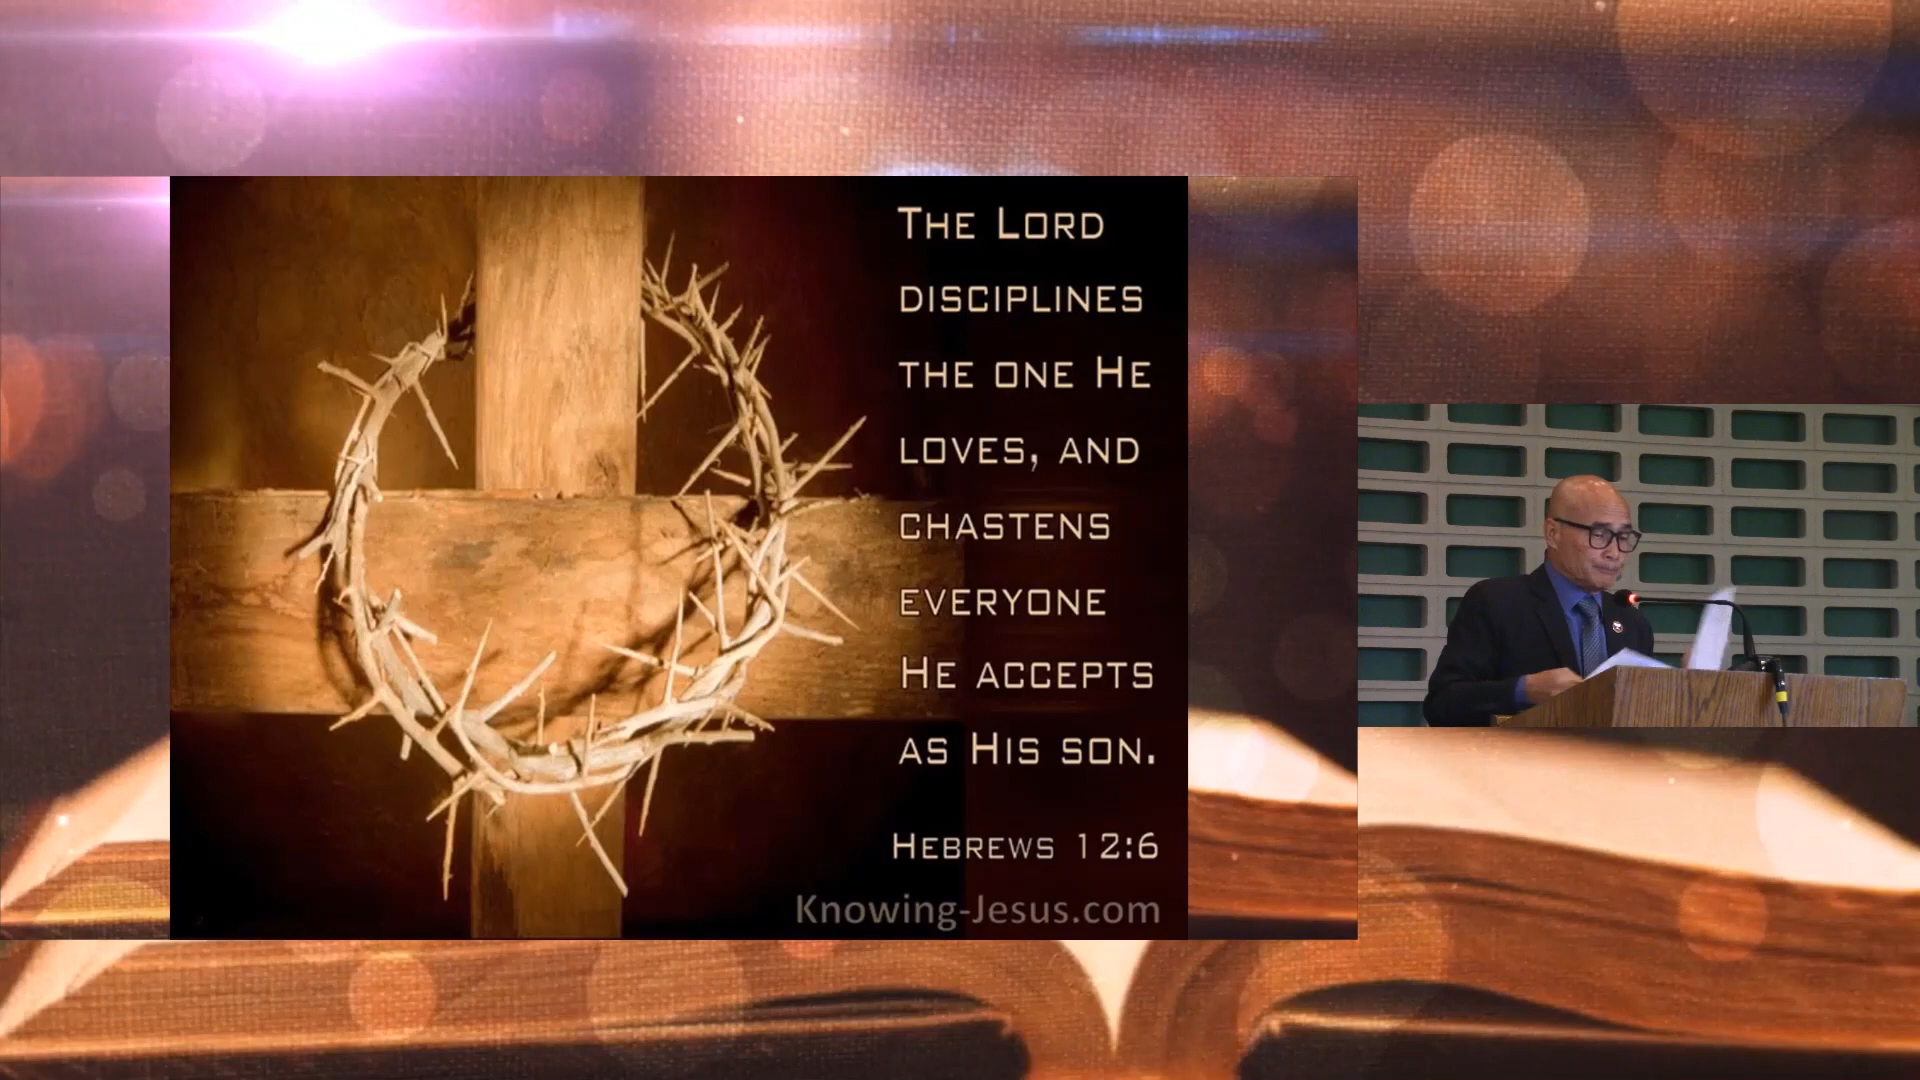 The Lord
disciplines
the one He
loves, and
chastens
everyone
He accepts
as His son.
Hebrews 12:6
Knowing-Jesus.com